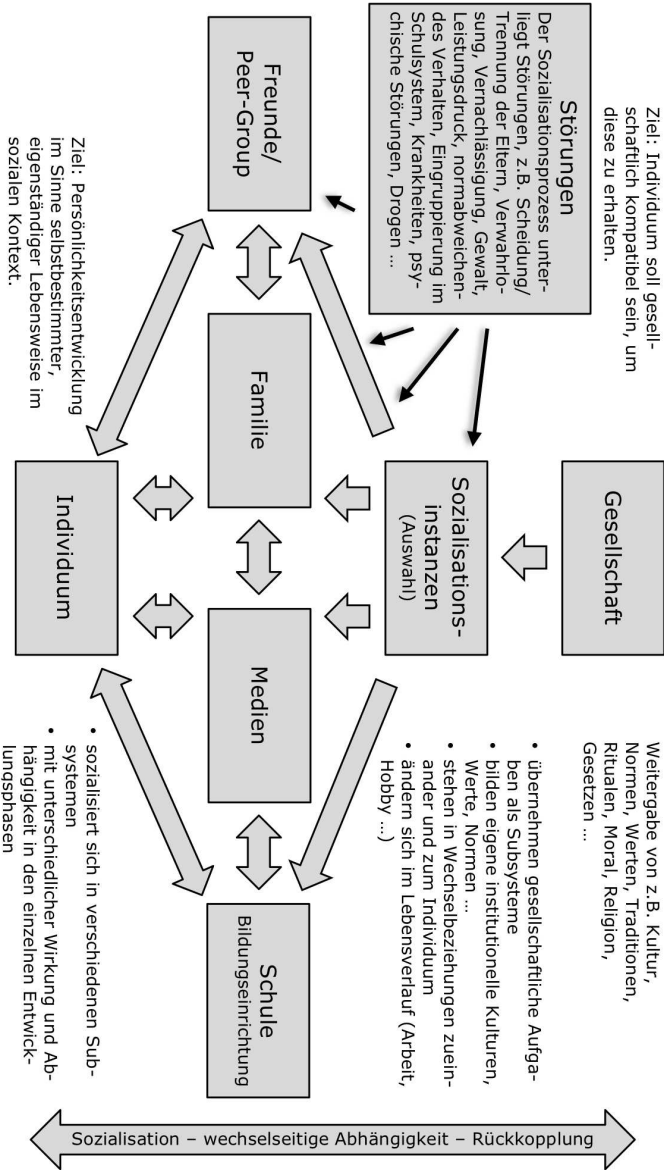 Ziel: Individuum soll gesell-
schaftlich kompatibel sein, um
diese zu erhalten.
Gesellschaft
Weitergabe von z.B. Kultur,
Normen, Werten, Traditionen,
Ritualen, Moral, Religion,
Gesetzen ...
Störungen
Der Sozialisationsprozess unter-
liegt Störungen, z.B. Scheidung/
Trennung der Eltern, Verwahrlo-
sung, Vernachlässigung, Gewalt,
Leistungsdruck, normabweichen-
des Verhalten, Eingruppierung im
Schulsystem, Krankheiten, psy-
chische Störungen, Drogen ...
Sozialisations-
instanzen
(Auswahl)
• übernehmen gesellschaftliche Aufga-
ben als Subsysteme
• bilden eigene institutionelle Kulturen,
Werte, Normen ...
• stehen in Wechselbeziehungen zuein-
ander und zum Individuum
• ändern sich im Lebensverlauf (Arbeit,
Hobby ...)
Freunde/
Peer-Group
Familie
Medien
Schule
Bildungseinrichtung
Ziel: Persönlichkeitsentwicklung
im Sinne selbstbestimmter,
eigenständiger Lebensweise im
sozialen Kontext.
Individuum
• sozialisiert sich in verschiedenen Sub-
systemen
• mit unterschiedlicher Wirkung und Ab-
hängigkeit in den einzelnen Entwick-
lungsphasen
Sozialisation – wechselseitige Abhängigkeit – Rückkopplung